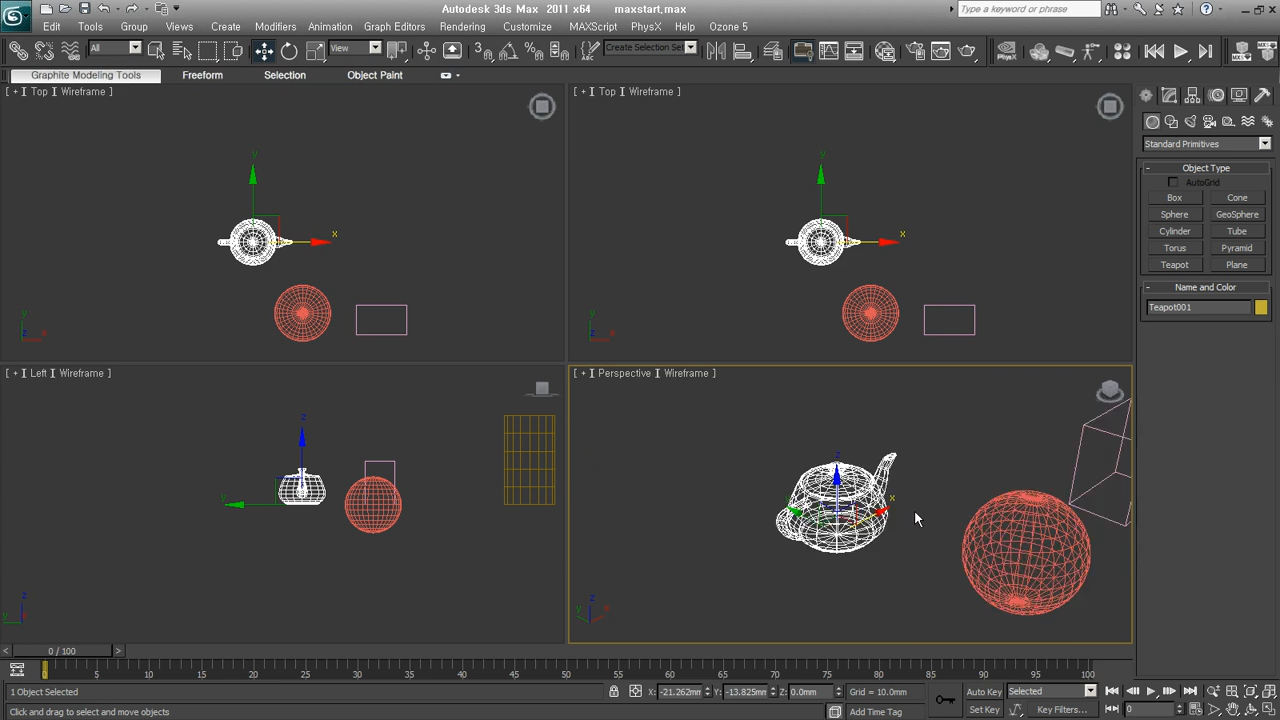 Autodesk 3ds Max 2011 x64 maxstart.max
Type a keyword or phrase
Edit Tools Group Views Create Modifiers Animation Graph Editors Rendering Customize MAXScript PhysX Help Ozone 5
All View Create Selection Set PhysX
Graphite Modeling Tools Freeform Selection Object Paint
[ + ] Top ] Wireframe ]
[ + ] Top ] Wireframe ]
y
x
y
x
y
z
x
y
z
x
[ + ] Left ] Wireframe ]
[ + ] Perspective ] Wireframe ]
z
y
z
x
z
y
z
y
x
Standard Primitives
- Object Type
AutoGrid
Box Cone
Sphere GeoSphere
Cylinder Tube
Torus Pyramid
Teapot Plane
- Name and Color
Teapot001
< 0 / 100 >
0 5 10 15 20 25 30 35 40 45 50 55 60 65 70 75 80 85 90 95 100
1 Object Selected X: -21.262mm Y: -13.825mm Z: 0.0mm Grid = 10.0mm Auto Key Selected
Click and drag to select and move objects Add Time Tag Set Key Key Filters... 0